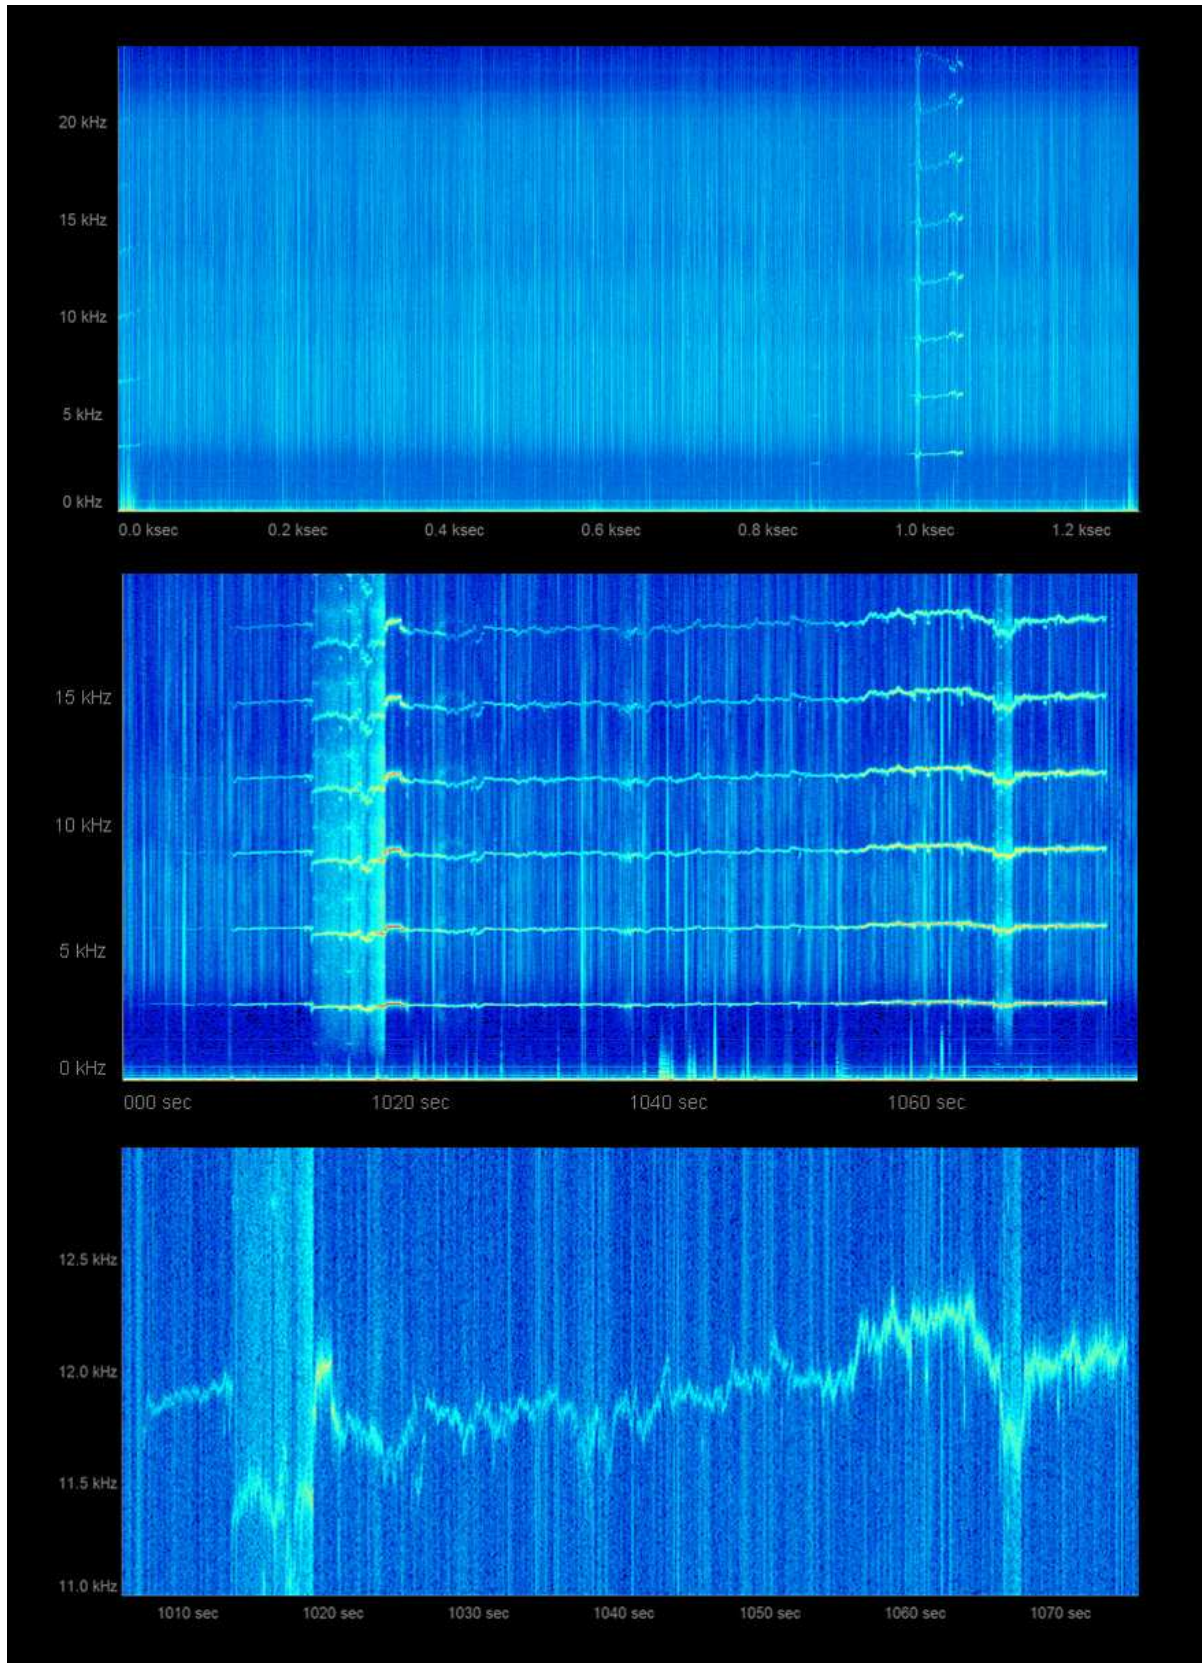 20 kHz
15 kHz
10 kHz
5 kHz
0 kHz
0.0 ksec 0.2 ksec 0.4 ksec 0.6 ksec 0.8 ksec 1.0 ksec 1.2 ksec
15 kHz
10 kHz
5 kHz
0 kHz
000 sec 1020 sec 1040 sec 1060 sec
12.5 kHz
12.0 kHz
11.5 kHz
11.0 kHz
1010 sec 1020 sec 1030 sec 1040 sec 1050 sec 1060 sec 1070 sec